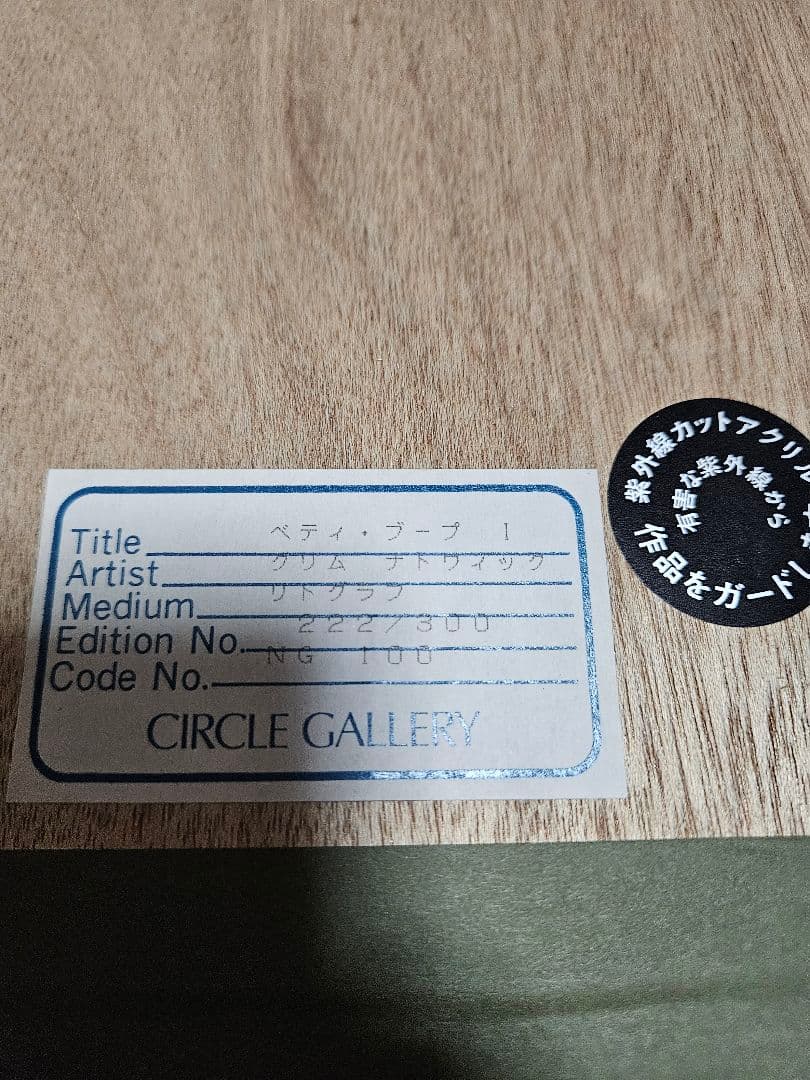 Title ベティ・ブープ I
Artist グリム ナトウィック
Medium リトグラフ
Edition No. 222/300
Code No. NG 100
CIRCLE GALLERY
紫外線カットアクリル
有害な紫外線から
作品をガードし